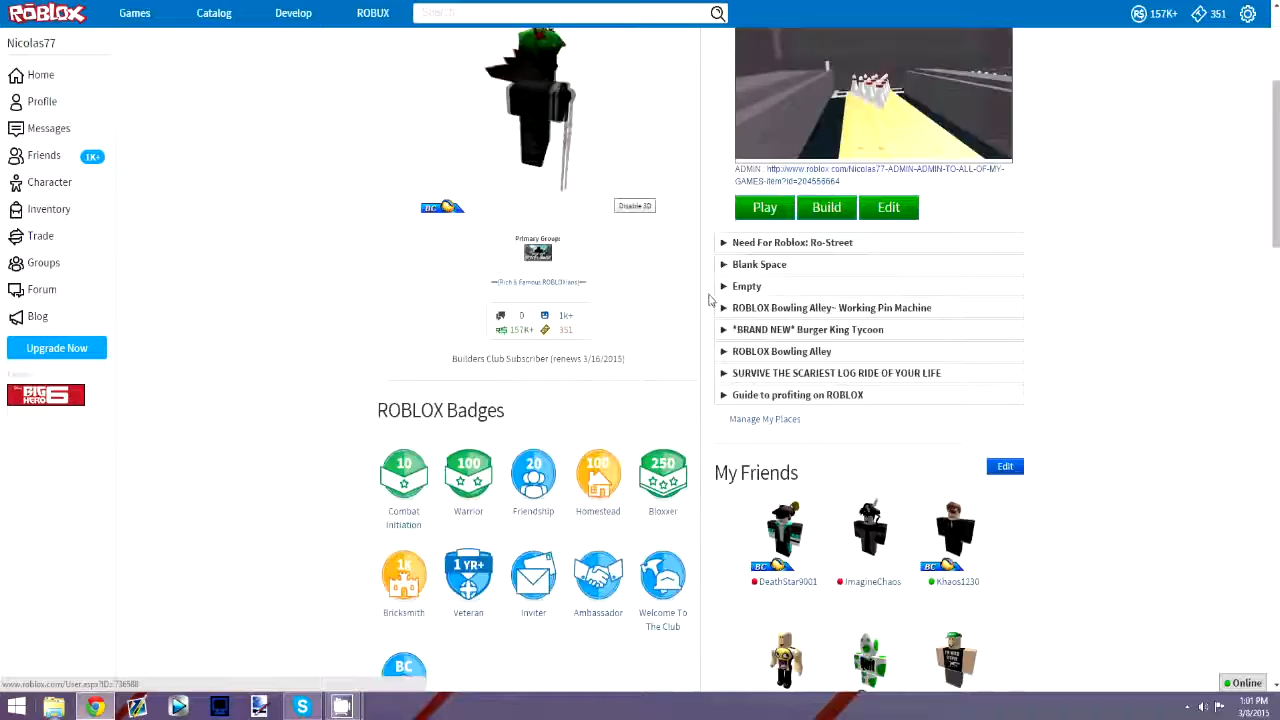 ROBLOX
Games
Catalog
Develop
ROBUX
Search
157K+
351
Nicolas77
Home
Profile
Messages
Friends
1K+
Character
Inventory
Trade
Groups
Forum
Blog
Upgrade Now
BIG HERO 6
BC
Disable 3D
Primary Group:
0
1k+
157K+
351
Builders Club Subscriber (renews 3/16/2015)
ROBLOX Badges
10
Combat
Initiation
100
Warrior
20
Friendship
100
Homestead
250
Bloxxer
1k
Bricksmith
1 YR+
Veteran
Inviter
Ambassador
Welcome To
The Club
BC
ADMIN : http://www.roblox.com/Nicolas77-ADMIN-ADMIN-TO-ALL-OF-MY-
GAMES-item?id=204556664
Play
Build
Edit
Need For Roblox: Ro-Street
Blank Space
Empty
ROBLOX Bowling Alley~ Working Pin Machine
*BRAND NEW* Burger King Tycoon
ROBLOX Bowling Alley
SURVIVE THE SCARIEST LOG RIDE OF YOUR LIFE
Guide to profiting on ROBLOX
Manage My Places
My Friends
Edit
BC
BC
DeathStar9001
ImagineChaos
Khaos1230
Online
1:01 PM
3/8/2015